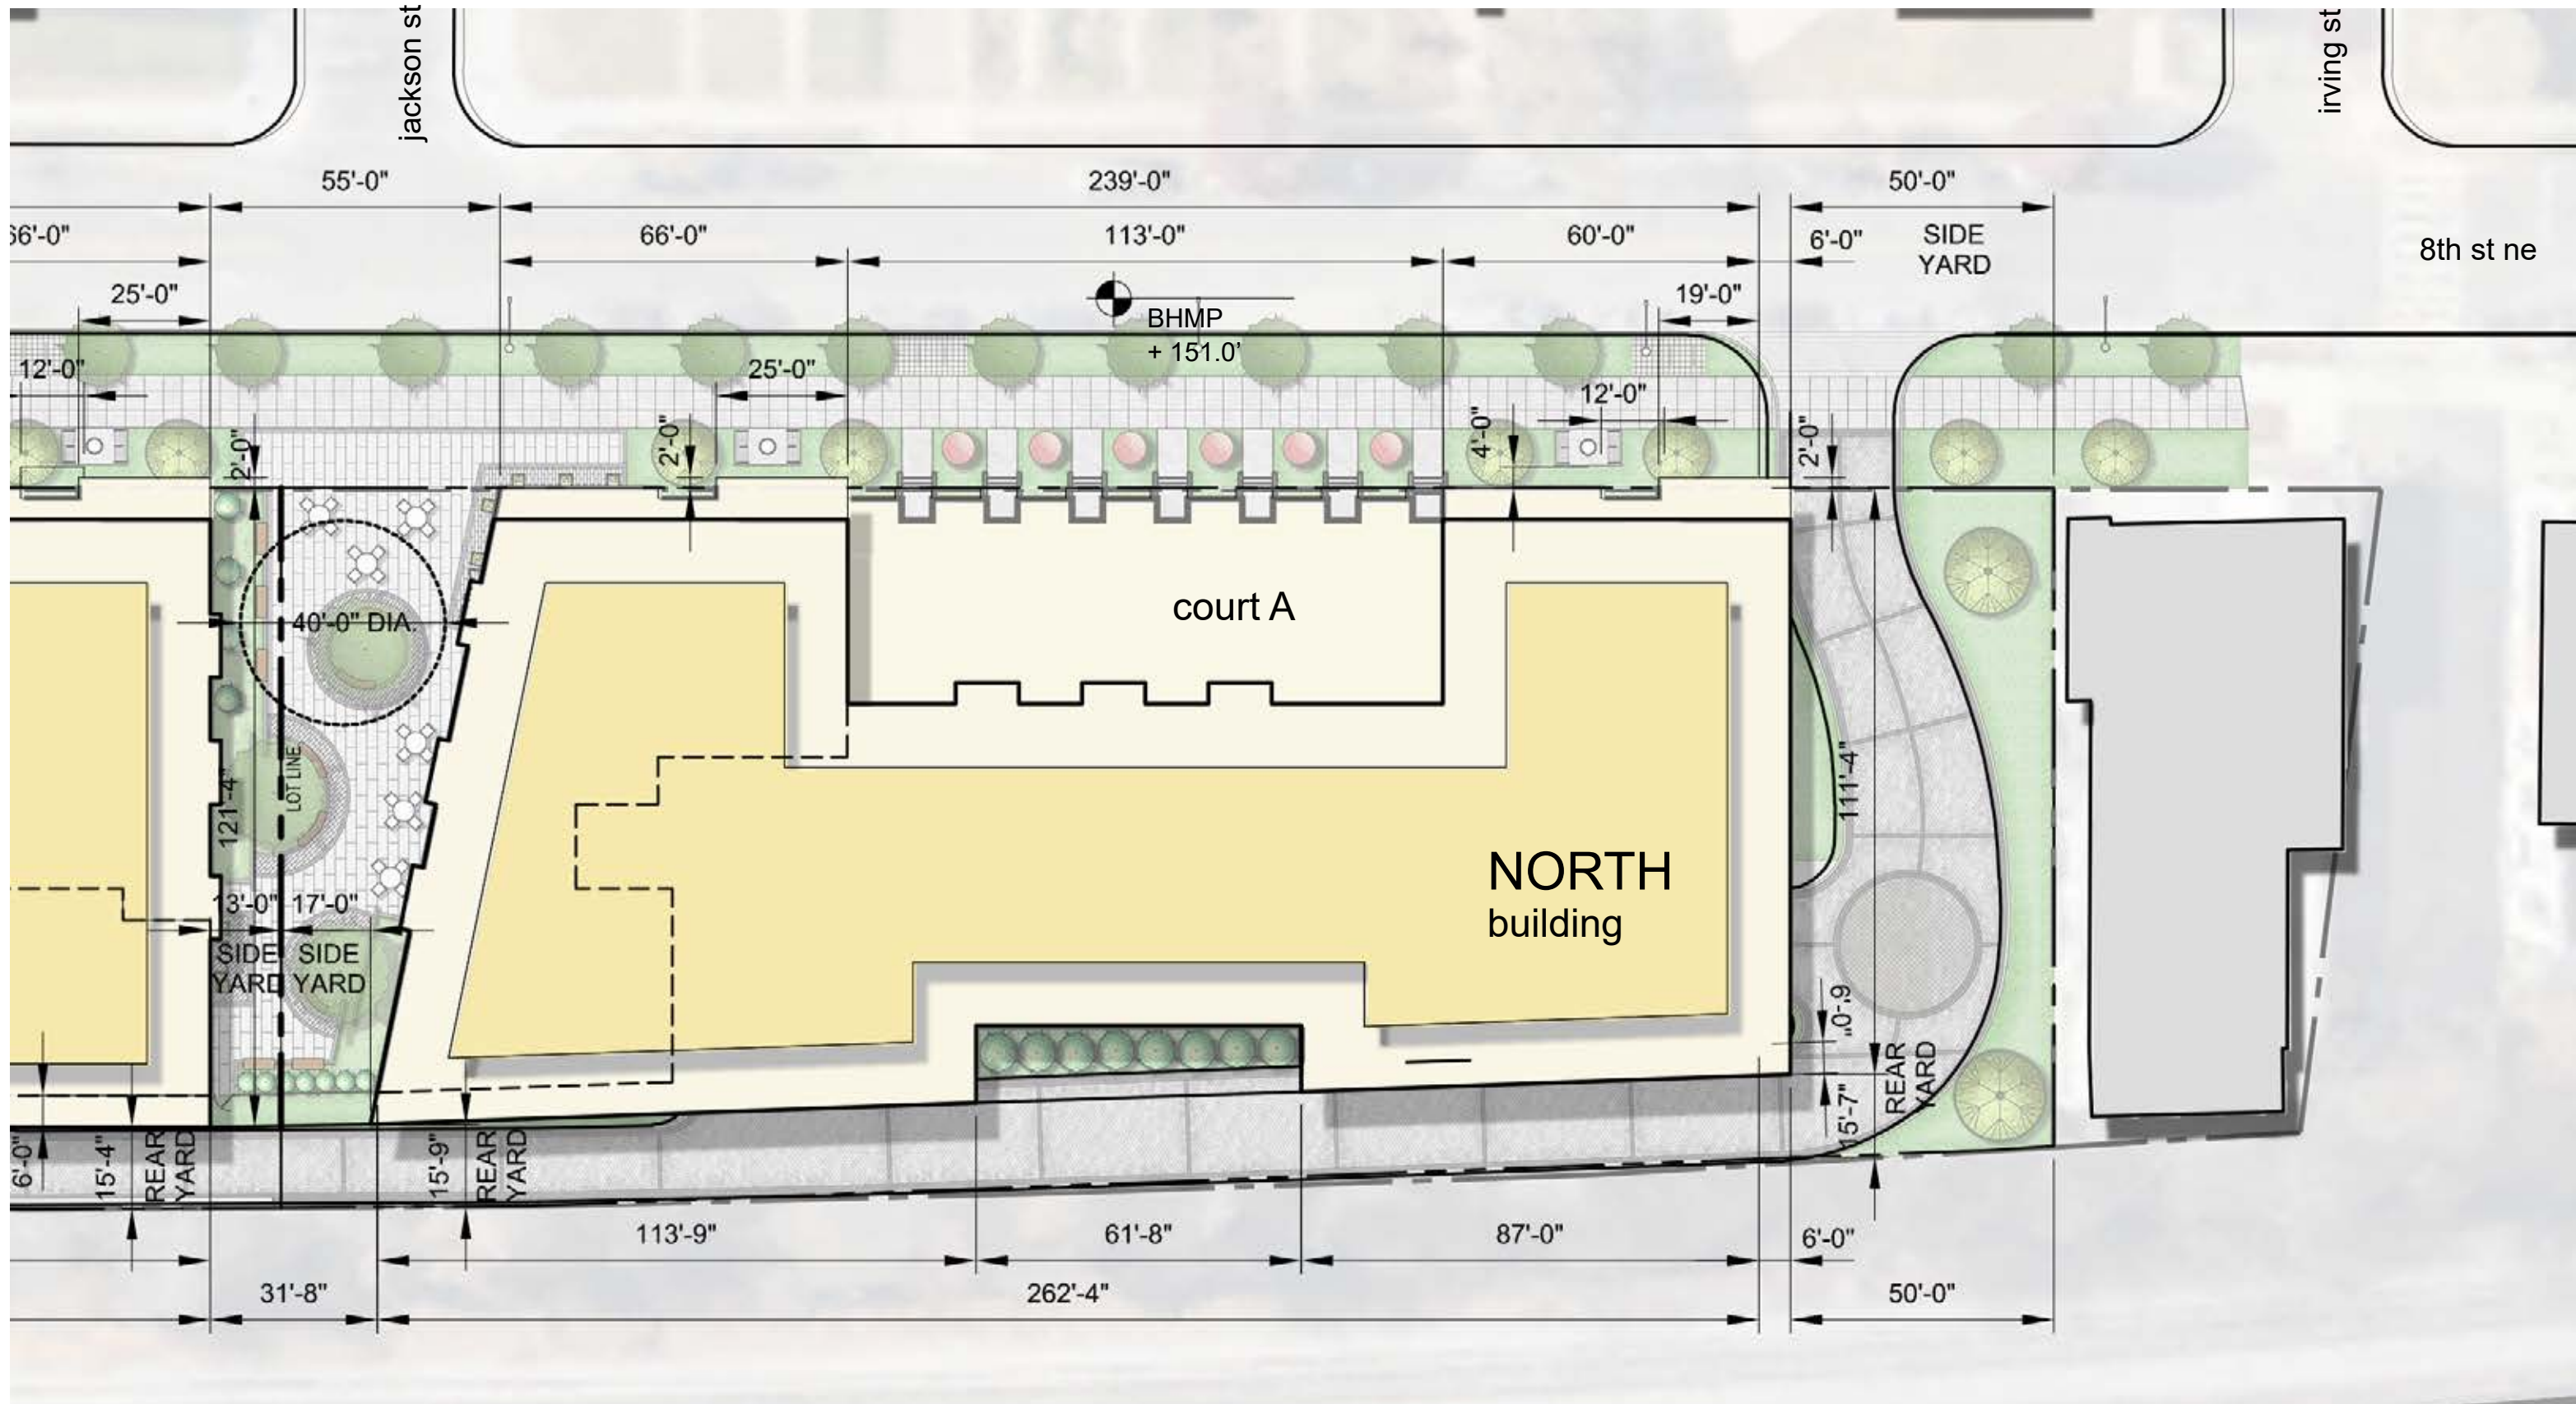 jackson st
irving st
55'-0"
239'-0"
50'-0"
66'-0"
66'-0"
113'-0"
60'-0"
6'-0"
SIDE
YARD
8th st ne
25'-0"
19'-0"
BHMP
+ 151.0'
12'-0"
25'-0"
12'-0"
2'-0"
2'-0"
4'-0"
2'-0"
court A
40'-0" DIA.
LOT LINE
121'-4"
111'-4"
NORTH
building
13'-0"
17'-0"
SIDE
YARD
SIDE
YARD
6'-0"
15'-4"
REAR
YARD
15'-9"
REAR
YARD
15'-7"
REAR
YARD
113'-9"
61'-8"
87'-0"
6'-0"
31'-8"
262'-4"
50'-0"